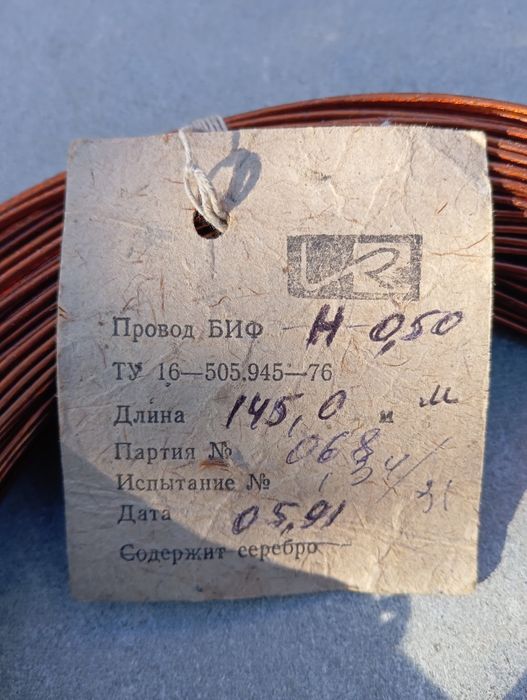 Провод БИФ-Н-0,50
ТУ 16—505.945—76
Длина 145,0 м м
Партия № 068
Испытание №
Дата 05,91
Содержит серебро